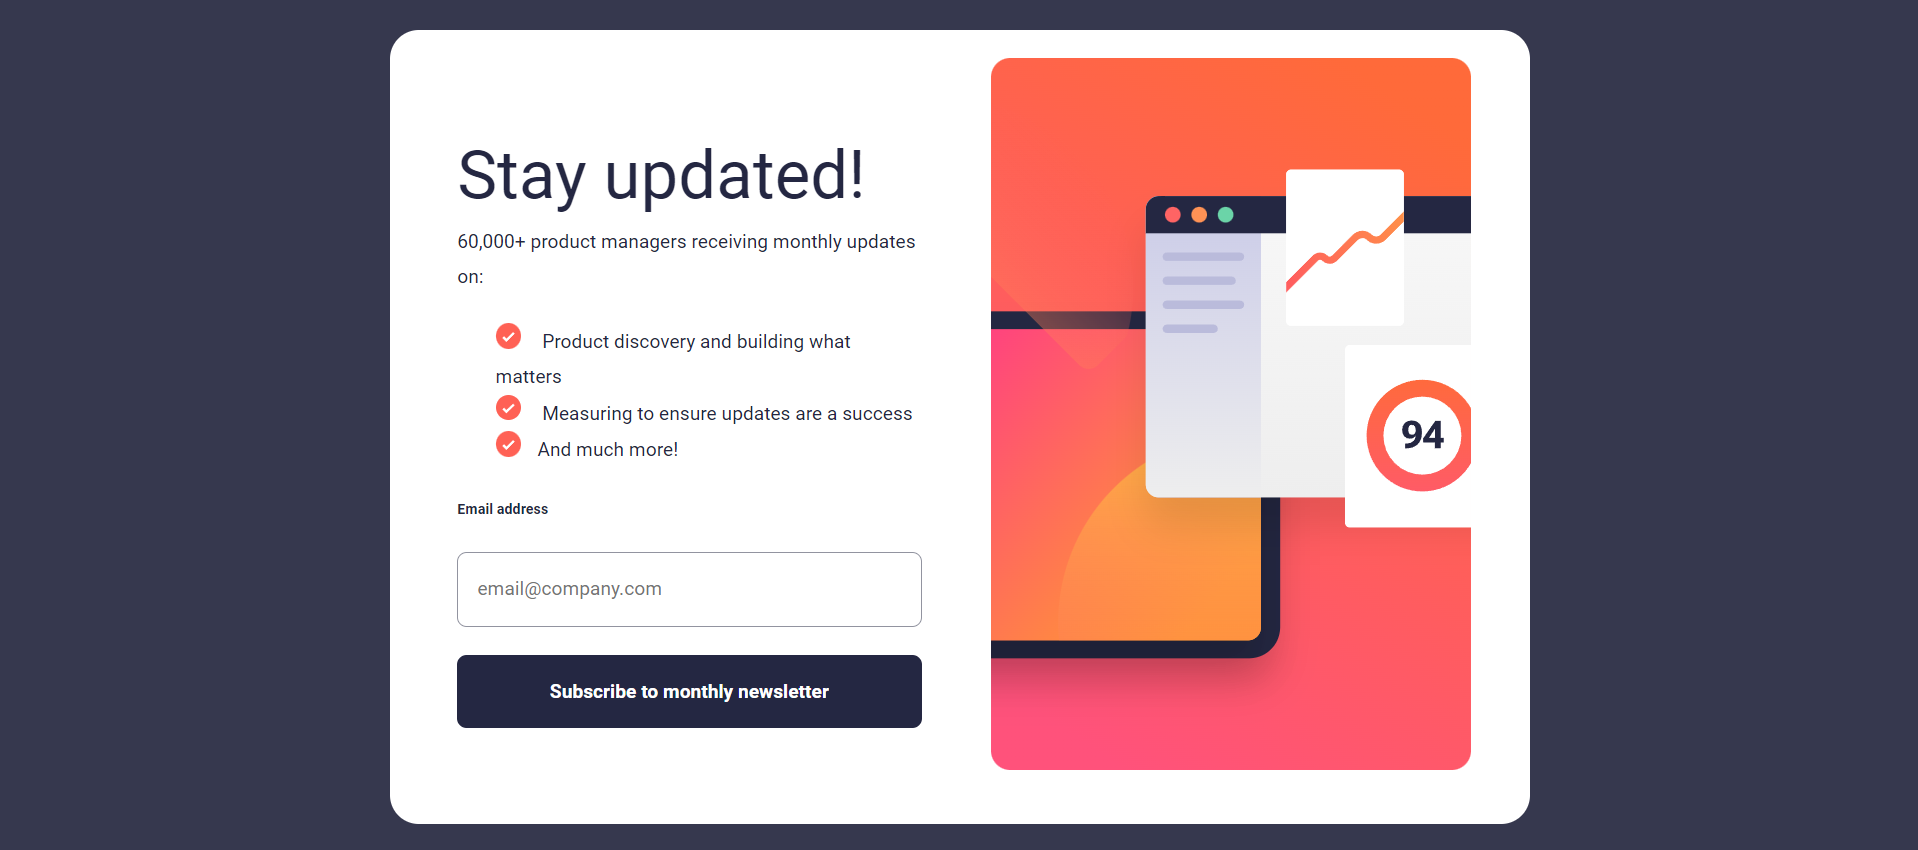 Stay updated!
60,000+ product managers receiving monthly updates
on:
Product discovery and building what
matters
Measuring to ensure updates are a success
And much more!
Email address
email@company.com
Subscribe to monthly newsletter
94